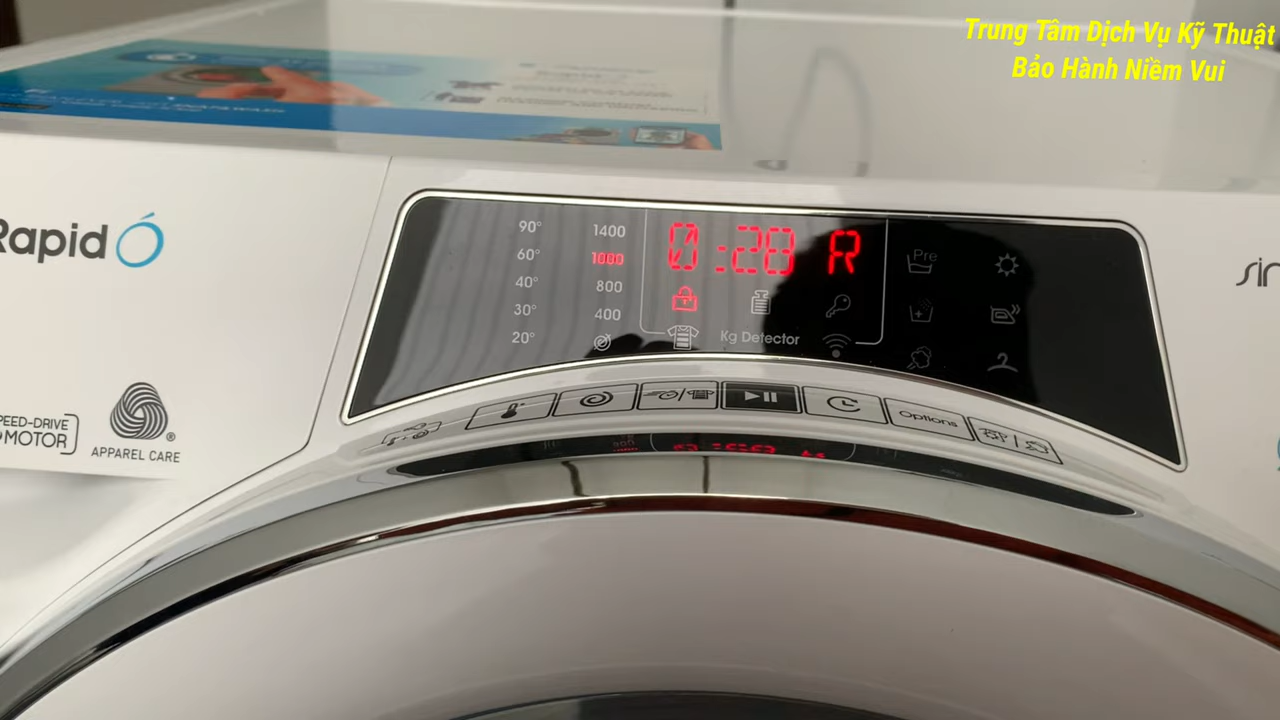 Trung Tâm Dịch Vụ Kỹ Thuật
Bảo Hành Niềm Vui
Rapid
90° 1400
60° 1000
40° 800
30° 400
20°
0:28 R
Pre
Kg Detector
Options
PEED-DRIVE
MOTOR
APPAREL CARE